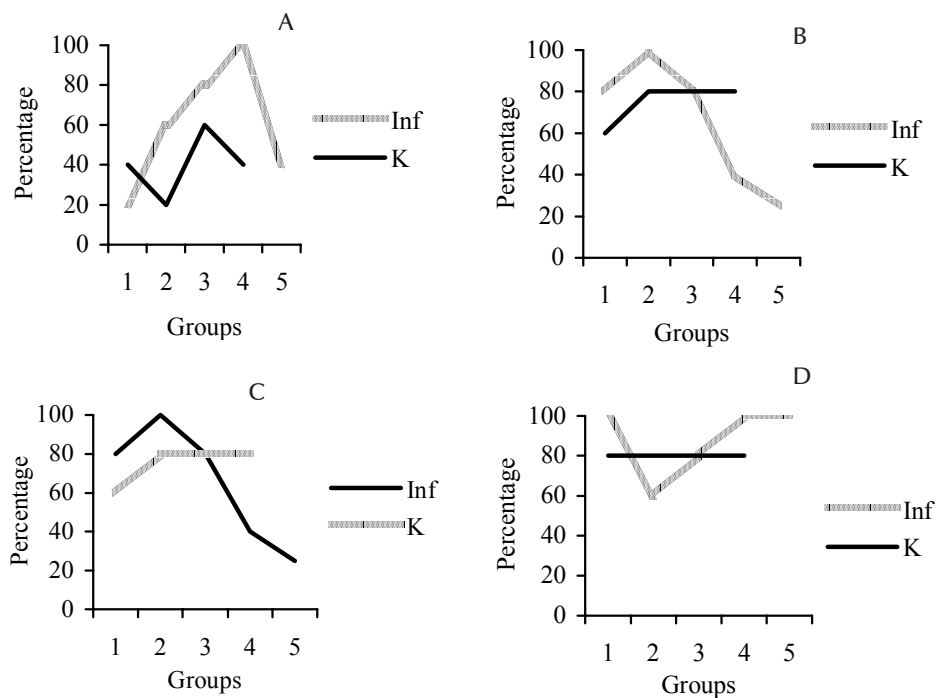 A
100
80
60
40
20
0
Percentage
1 2 3 4 5
Groups
Inf
K
B
100
80
60
40
20
0
Percentage
1 2 3 4 5
Groups
Inf
K
C
100
80
60
40
20
0
Percentage
1 2 3 4 5
Groups
Inf
K
D
100
80
60
40
20
0
Percentage
1 2 3 4 5
Groups
Inf
K